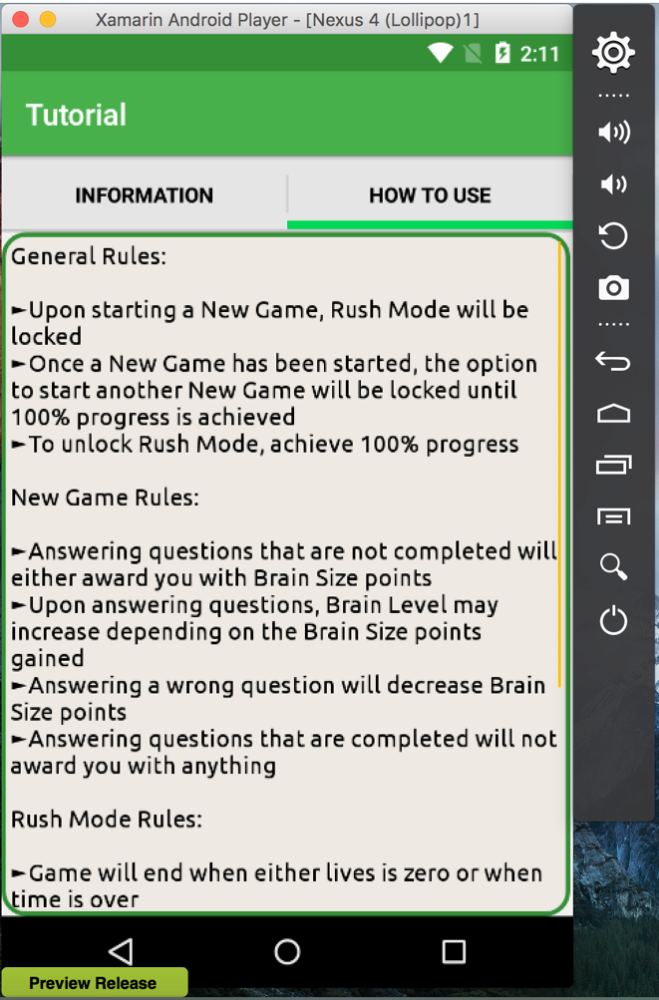 Xamarin Android Player - [Nexus 4 (Lollipop)1]
2:11
Tutorial
INFORMATION
HOW TO USE
General Rules:
►Upon starting a New Game, Rush Mode will be
locked
►Once a New Game has been started, the option
to start another New Game will be locked until
100% progress is achieved
►To unlock Rush Mode, achieve 100% progress
New Game Rules:
►Answering questions that are not completed will
either award you with Brain Size points
►Upon answering questions, Brain Level may
increase depending on the Brain Size points
gained
►Answering a wrong question will decrease Brain
Size points
►Answering questions that are completed will not
award you with anything
Rush Mode Rules:
►Game will end when either lives is zero or when
time is over
Preview Release